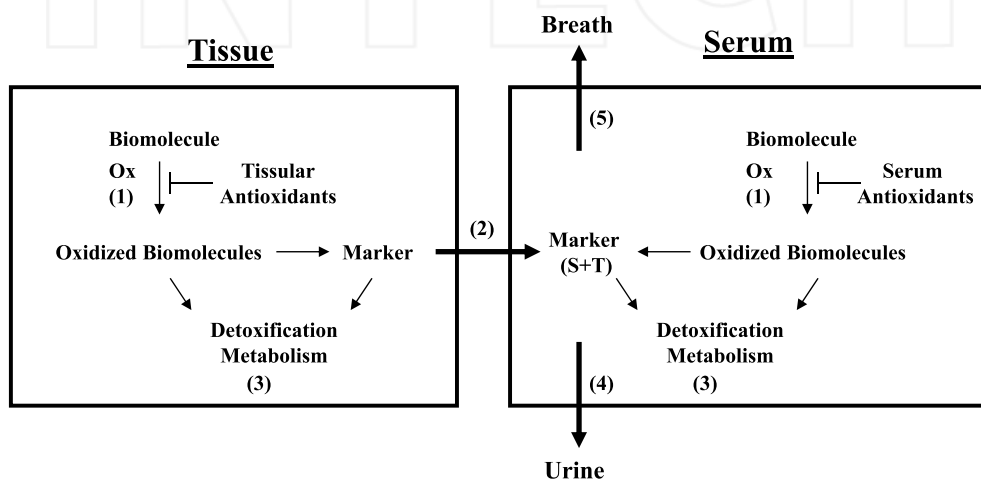 INTECH
Breath
Tissue
Serum
(5)
Biomolecule
Ox
(1)
Tissular
Antioxidants
Oxidized Biomolecules
Marker
Detoxification
Metabolism
(3)
(2)
Biomolecule
Ox
(1)
Serum
Antioxidants
Marker
(S+T)
Oxidized Biomolecules
Detoxification
Metabolism
(3)
(4)
Urine